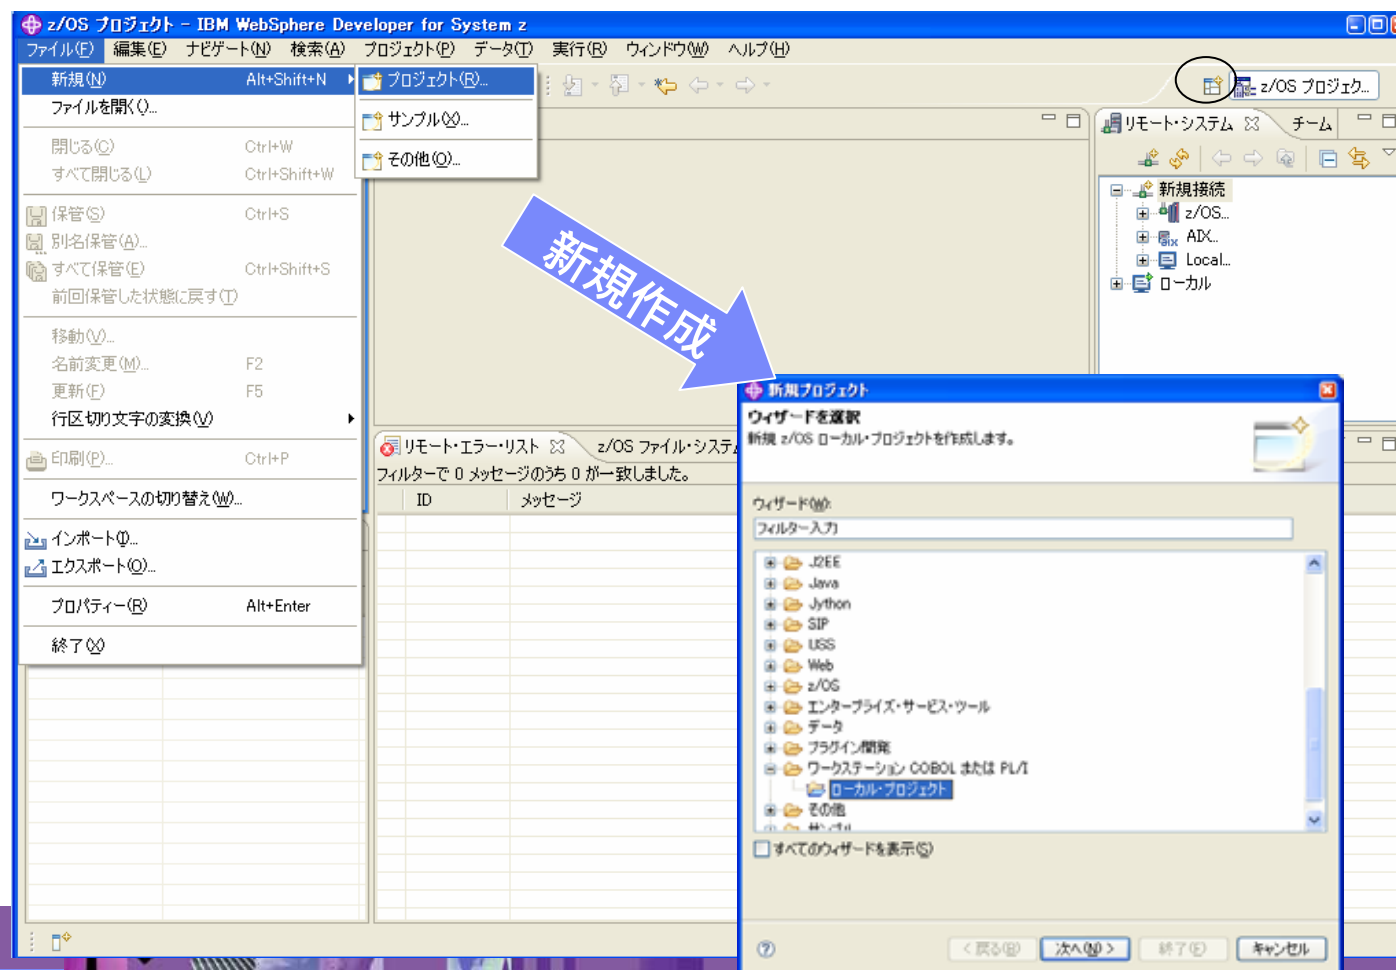 z/OS プロジェクト - IBM WebSphere Developer for System z
ファイル(F) 編集(E) ナビゲート(N) 検索(A) プロジェクト(P) データ(T) 実行(R) ウィンドウ(W) ヘルプ(H)
新規(N) Alt+Shift+N
ファイルを開く()...
閉じる(C) Ctrl+W
すべて閉じる(L) Ctrl+Shift+W
保管(S) Ctrl+S
別名保管(A)...
すべて保管(E) Ctrl+Shift+S
前回保管した状態に戻す(T)
移動(V)...
名前変更(M)... F2
更新(F) F5
行区切り文字の変換(V)
印刷(P)... Ctrl+P
ワークスペースの切り替え(W)...
インポート(I)...
エクスポート(O)...
プロパティー(R) Alt+Enter
終了(X)
プロジェクト(R)...
サンプル(X)...
その他(O)...
z/OS プロジェク...
リモート・システム チーム
新規接続
z/OS...
AIX...
Local...
ローカル
新規作成
リモート・エラー・リスト z/OS ファイル・システ
フィルターで 0 メッセージのうち 0 が一致しました。
ID メッセージ
新規プロジェクト
ウィザードを選択
新規 z/OS ローカル・プロジェクトを作成します。
ウィザード(W):
フィルター入力
J2EE
Java
Jython
SIP
USS
Web
z/OS
エンタープライズ・サービス・ツール
データ
プラグイン開発
ワークステーション COBOL または PL/I
ローカル・プロジェクト
その他
サンプル
すべてのウィザードを表示(S)
< 戻る(B) 次へ(N) > 終了(F) キャンセル